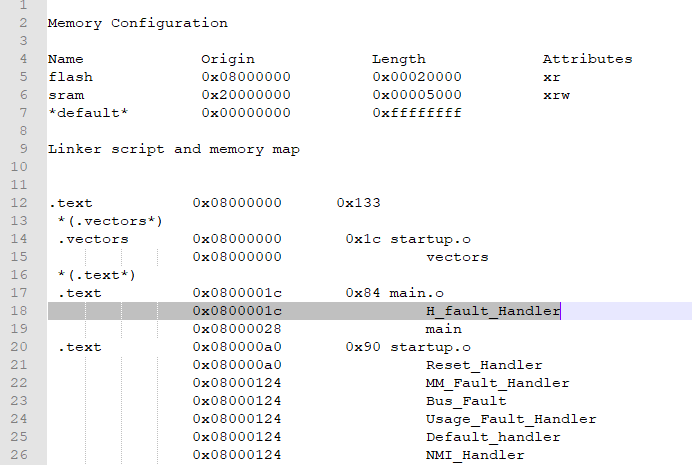 1
2 Memory Configuration
3
4 Name Origin Length Attributes
5 flash 0x08000000 0x00020000 xr
6 sram 0x20000000 0x00005000 xrw
7 *default* 0x00000000 0xffffffff
8
9 Linker script and memory map
10
11
12 .text 0x08000000 0x133
13 *(.vectors*)
14 .vectors 0x08000000 0x1c startup.o
15 0x08000000 vectors
16 *(.text*)
17 .text 0x0800001c 0x84 main.o
18 0x0800001c H_fault_Handler
19 0x08000028 main
20 .text 0x080000a0 0x90 startup.o
21 0x080000a0 Reset_Handler
22 0x08000124 MM_Fault_Handler
23 0x08000124 Bus_Fault
24 0x08000124 Usage_Fault_Handler
25 0x08000124 Default_handler
26 0x08000124 NMI_Handler